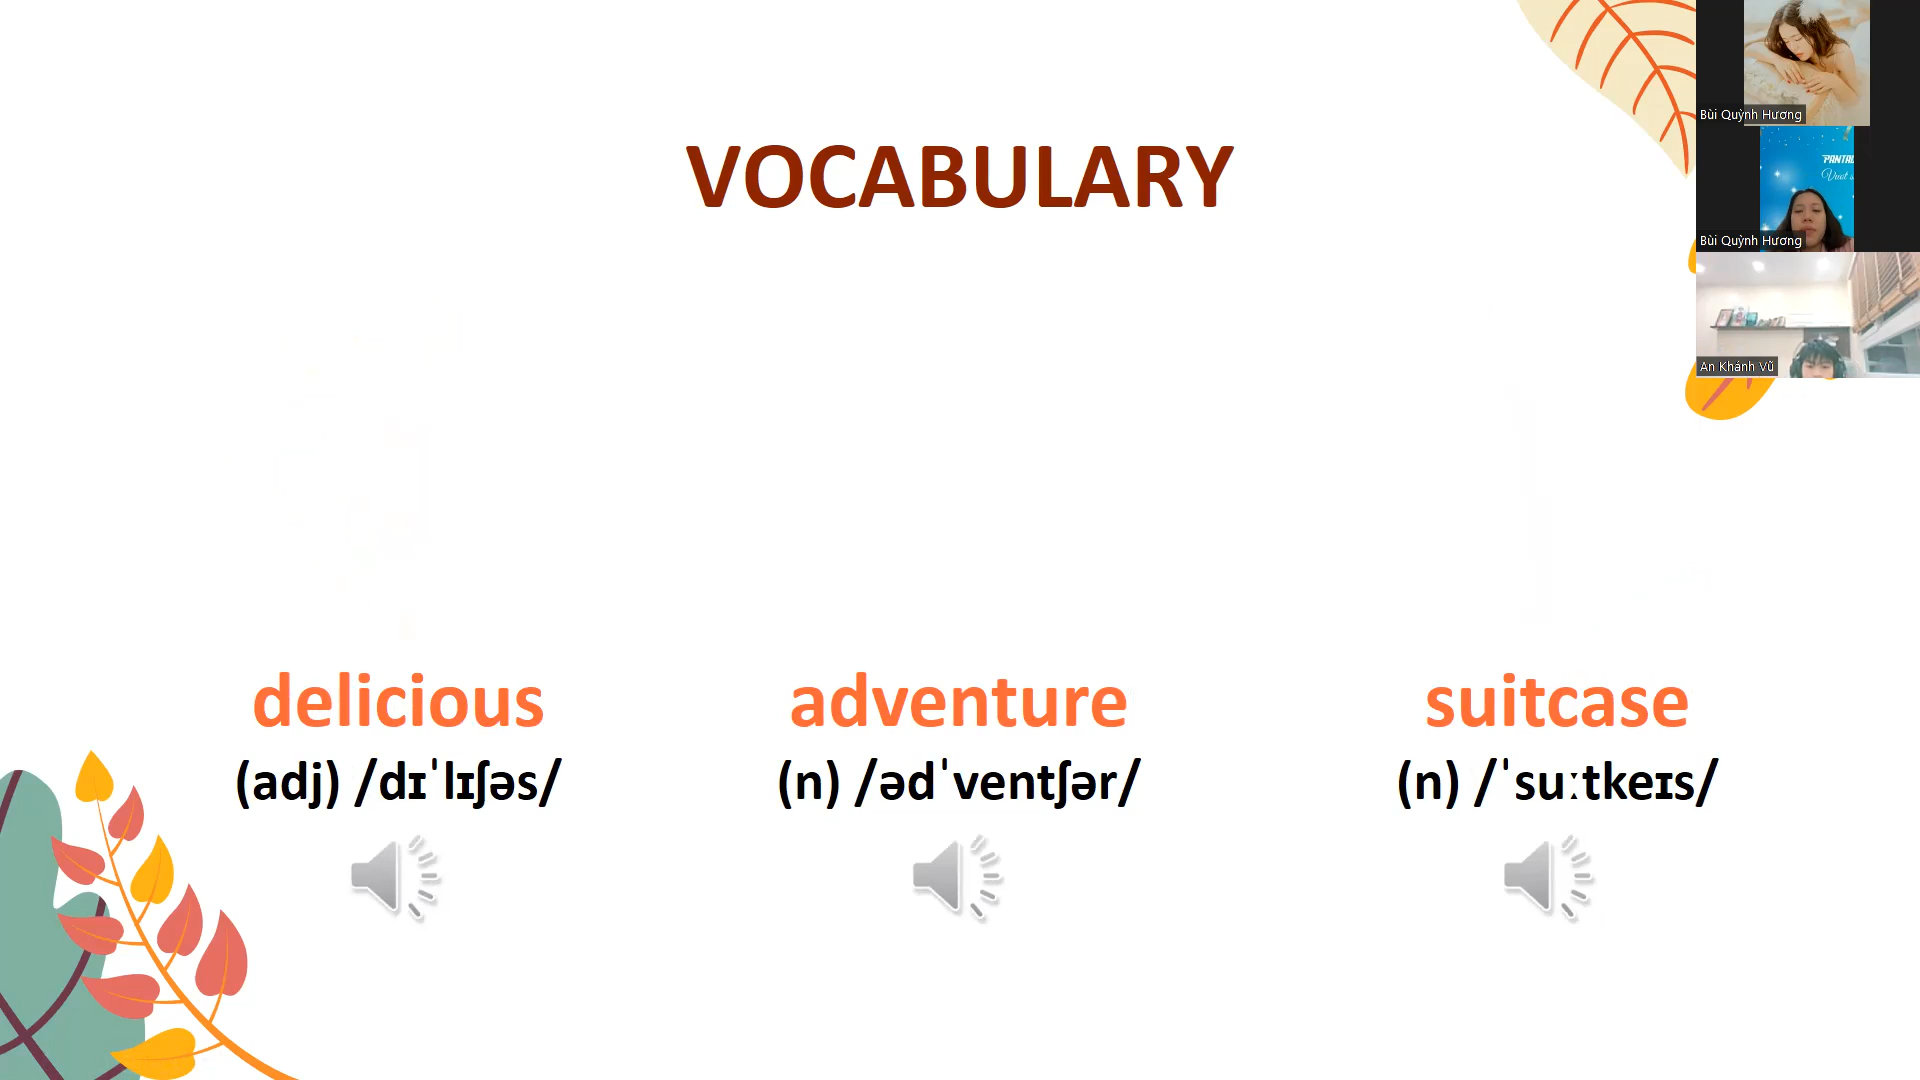 VOCABULARY
delicious
(adj) /dɪˈlɪʃəs/
adventure
(n) /ədˈventʃər/
suitcase
(n) /ˈsuːtkeɪs/
Bùi Quỳnh Hương
Bùi Quỳnh Hương
An Khánh Vũ